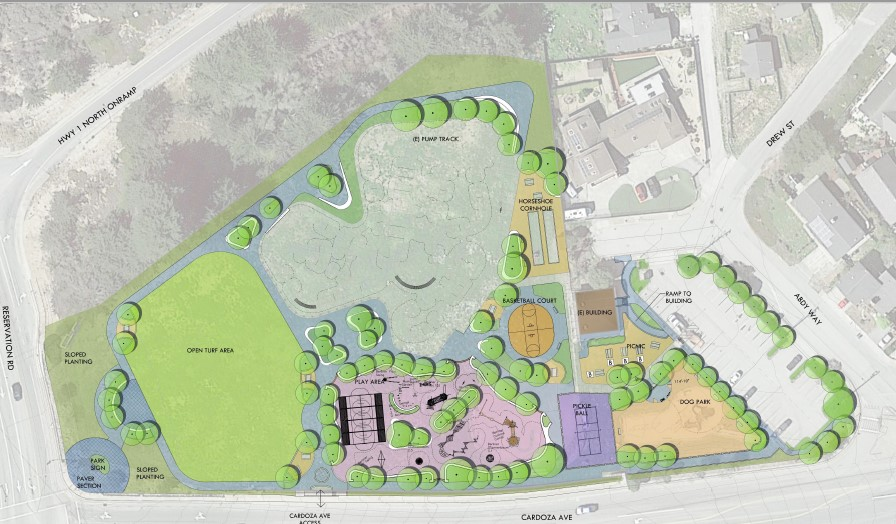 HWY 1 NORTH ONRAMP
(E) PUMP TRACK
DREW ST
HORSESHOE
CORNHOLE
RESERVATION RD
BASKETBALL COURT
(E) BUILDING
RAMP TO
BUILDING
ABDY WAY
OPEN TURF AREA
SLOPED
PLANTING
PICNIC
PLAY AREA
B
B
B
PICKLE
BALL
DOG PARK
PARK
SIGN
PAVER
SECTION
SLOPED
PLANTING
CARDOZA AVE
ACCESS
CARDOZA AVE